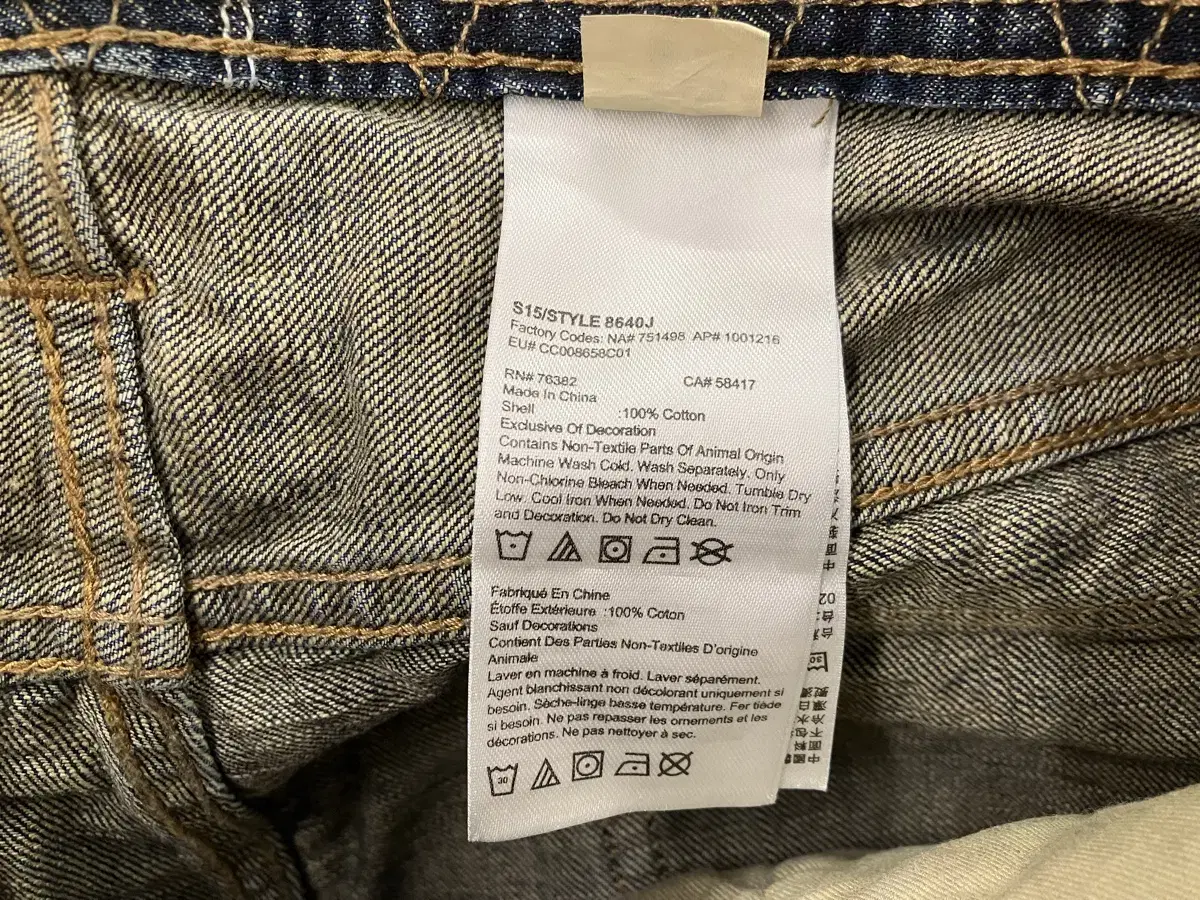 S15/STYLE 8640J
Factory Codes: NA# 751498 AP# 1001216
EU# CC008658C01
RN# 76382 CA# 58417
Made In China
Shell :100% Cotton
Exclusive Of Decoration
Contains Non-Textile Parts Of Animal Origin
Machine Wash Cold. Wash Separately. Only
Non-Chlorine Bleach When Needed. Tumble Dry
Low. Cool Iron When Needed. Do Not Iron Trim
and Decoration. Do Not Dry Clean.
Fabriqué En Chine
Étoffe Extérieure :100% Coton
Sauf Decorations
Contient Des Parties Non-Textiles D'origine
Animale
Laver en machine à froid. Laver séparément.
Agent blanchissant non décolorant uniquement si
besoin. Sèche-linge basse température. Fer tiède
si besoin. Ne pas repasser les ornements et les
décorations. Ne pas nettoyer à sec.
30